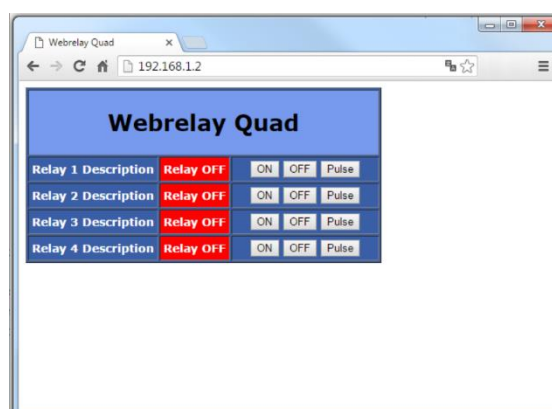 Webrelay Quad
192.168.1.2
Webrelay Quad
Relay 1 Description Relay OFF ON OFF Pulse
Relay 2 Description Relay OFF ON OFF Pulse
Relay 3 Description Relay OFF ON OFF Pulse
Relay 4 Description Relay OFF ON OFF Pulse